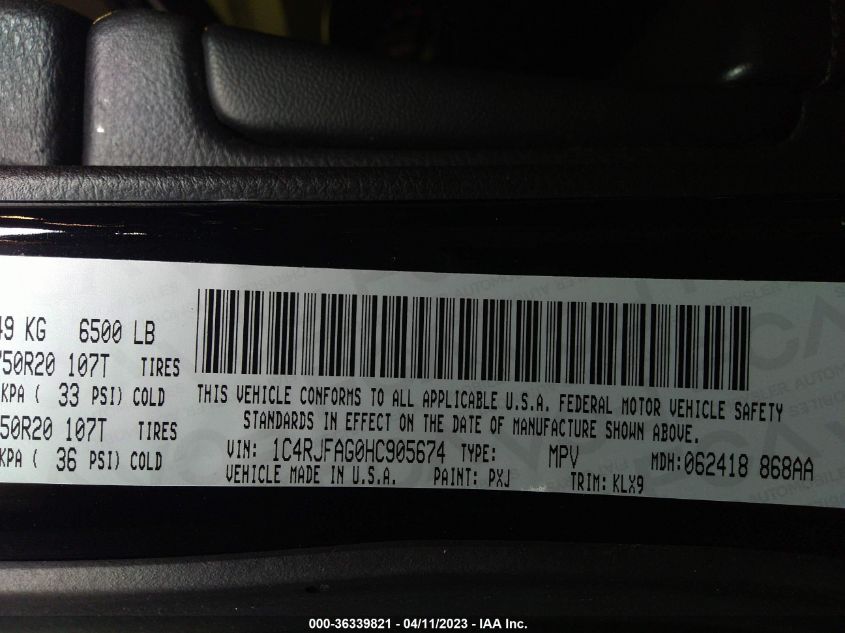 49 KG 6500 LB
/50R20 107T TIRES
KPA ( 33 PSI) COLD
50R20 107T TIRES
KPA ( 36 PSI) COLD
THIS VEHICLE CONFORMS TO ALL APPLICABLE U.S.A. FEDERAL MOTOR VEHICLE SAFETY
STANDARDS IN EFFECT ON THE DATE OF MANUFACTURE SHOWN ABOVE.
VIN: 1C4RJFAG0HC905674 TYPE: MPV MDH: 062418 868AA
VEHICLE MADE IN U.S.A. PAINT: PXJ TRIM: KLX9
000-36339821 - 04/11/2023 - IAA Inc.